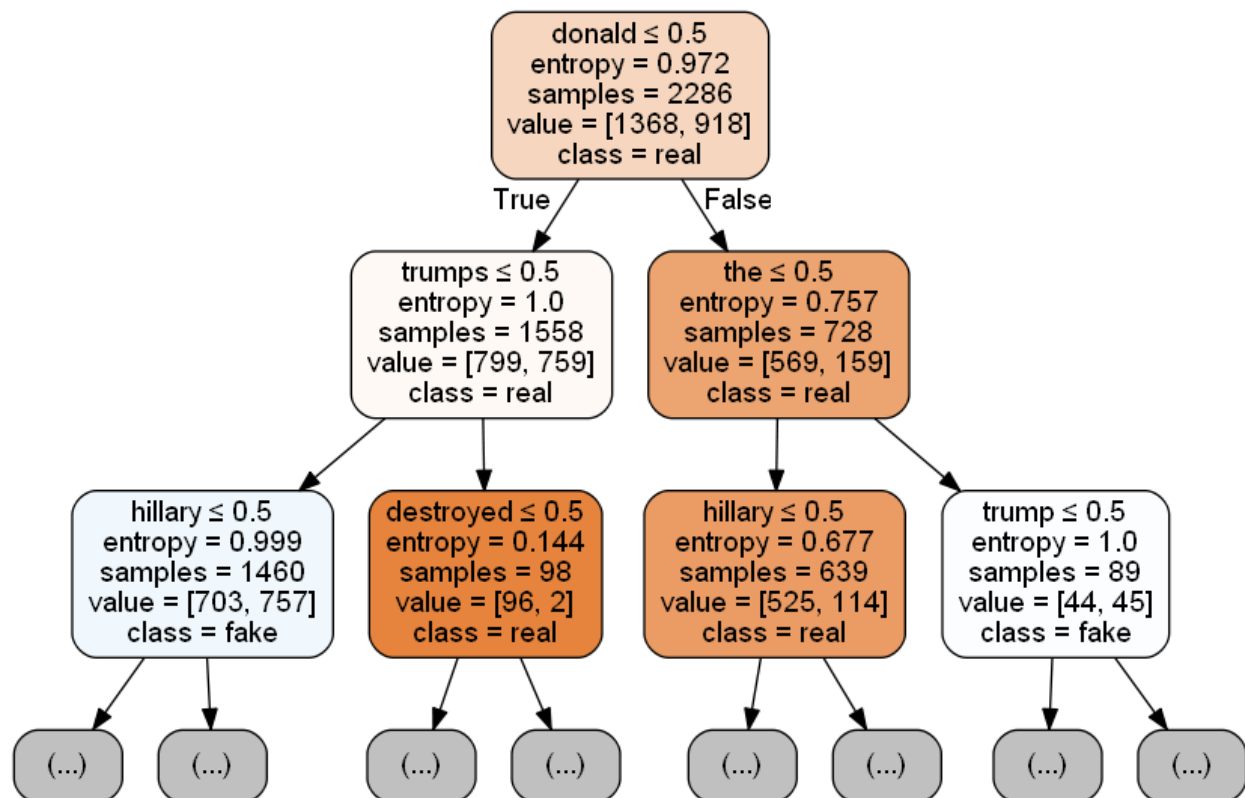 donald ≤ 0.5
entropy = 0.972
samples = 2286
value = [1368, 918]
class = real
True
False
trumps ≤ 0.5
entropy = 1.0
samples = 1558
value = [799, 759]
class = real
the ≤ 0.5
entropy = 0.757
samples = 728
value = [569, 159]
class = real
hillary ≤ 0.5
entropy = 0.999
samples = 1460
value = [703, 757]
class = fake
destroyed ≤ 0.5
entropy = 0.144
samples = 98
value = [96, 2]
class = real
hillary ≤ 0.5
entropy = 0.677
samples = 639
value = [525, 114]
class = real
trump ≤ 0.5
entropy = 1.0
samples = 89
value = [44, 45]
class = fake
(...)
(...)
(...)
(...)
(...)
(...)
(...)
(...)